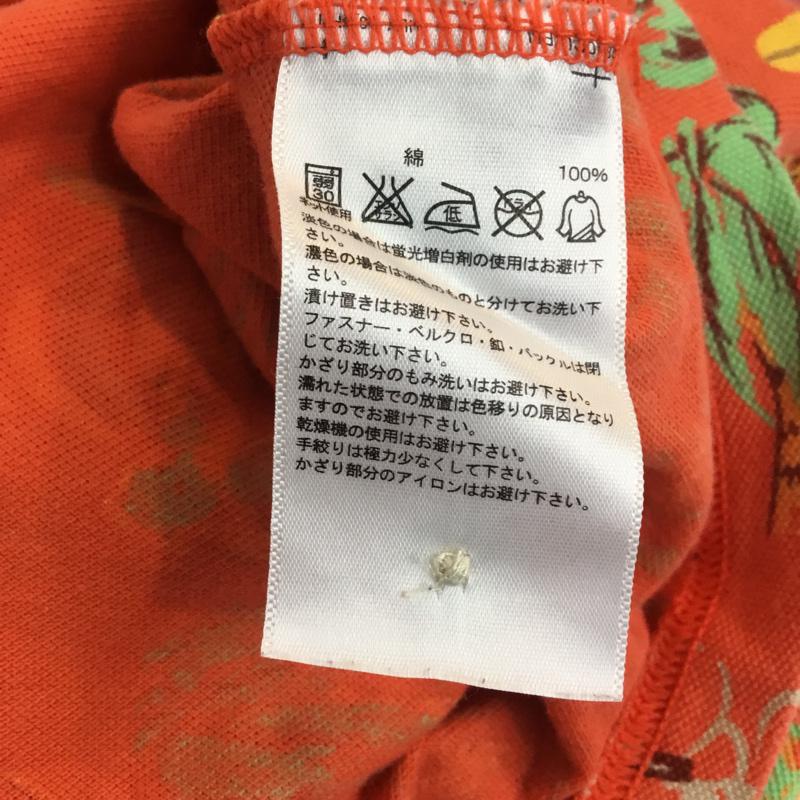 綿
100%
弱
30
ネット使用
低
淡色の場合は蛍光増白剤の使用はお避け下
さい。
濃色の場合は淡色のものと分けてお洗い下
さい。
漬け置きはお避け下さい。
ファスナー・ベルクロ・釦・バックルは閉
じてお洗い下さい。
かざり部分のもみ洗いはお避け下さい。
濡れた状態での放置は色移りの原因となり
ますのでお避け下さい。
乾燥機の使用はお避け下さい。
手絞りは極力少なくして下さい。
かざり部分のアイロンはお避け下さい。